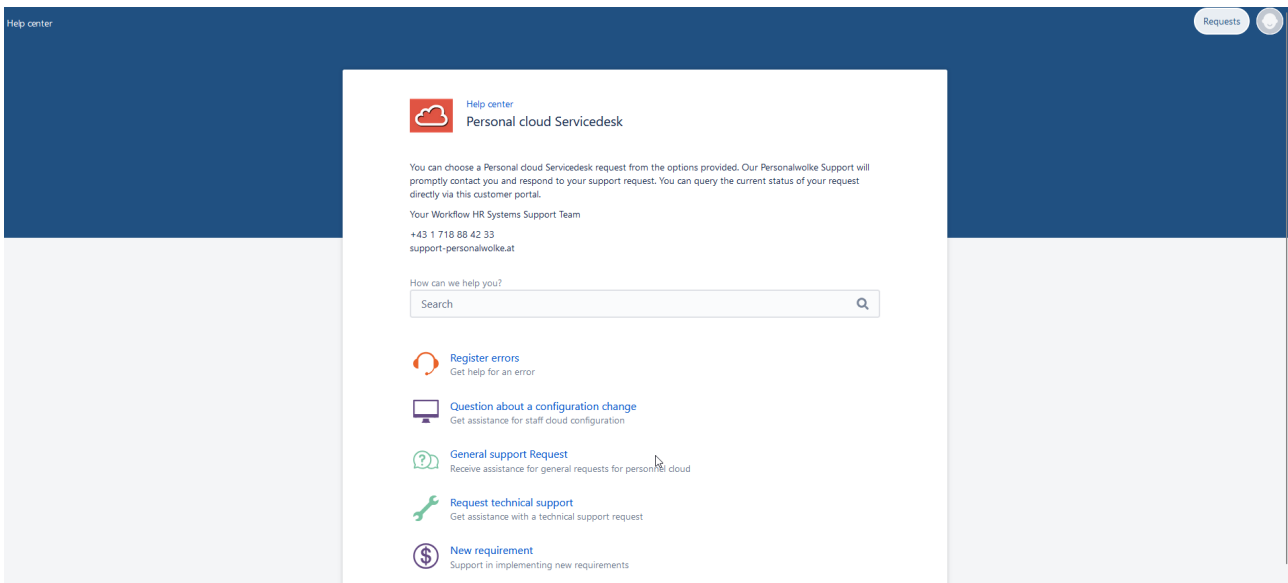 Help center
Requests
Help center
Personal cloud Servicedesk
You can choose a Personal cloud Servicedesk request from the options provided. Our Personalwolke Support will
promptly contact you and respond to your support request. You can query the current status of your request
directly via this customer portal.
Your Workflow HR Systems Support Team
+43 1 718 88 42 33
support-personalwolke.at
How can we help you?
Search
Register errors
Get help for an error
Question about a configuration change
Get assistance for staff cloud configuration
General support Request
Receive assistance for general requests for personnel cloud
Request technical support
Get assistance with a technical support request
New requirement
Support in implementing new requirements